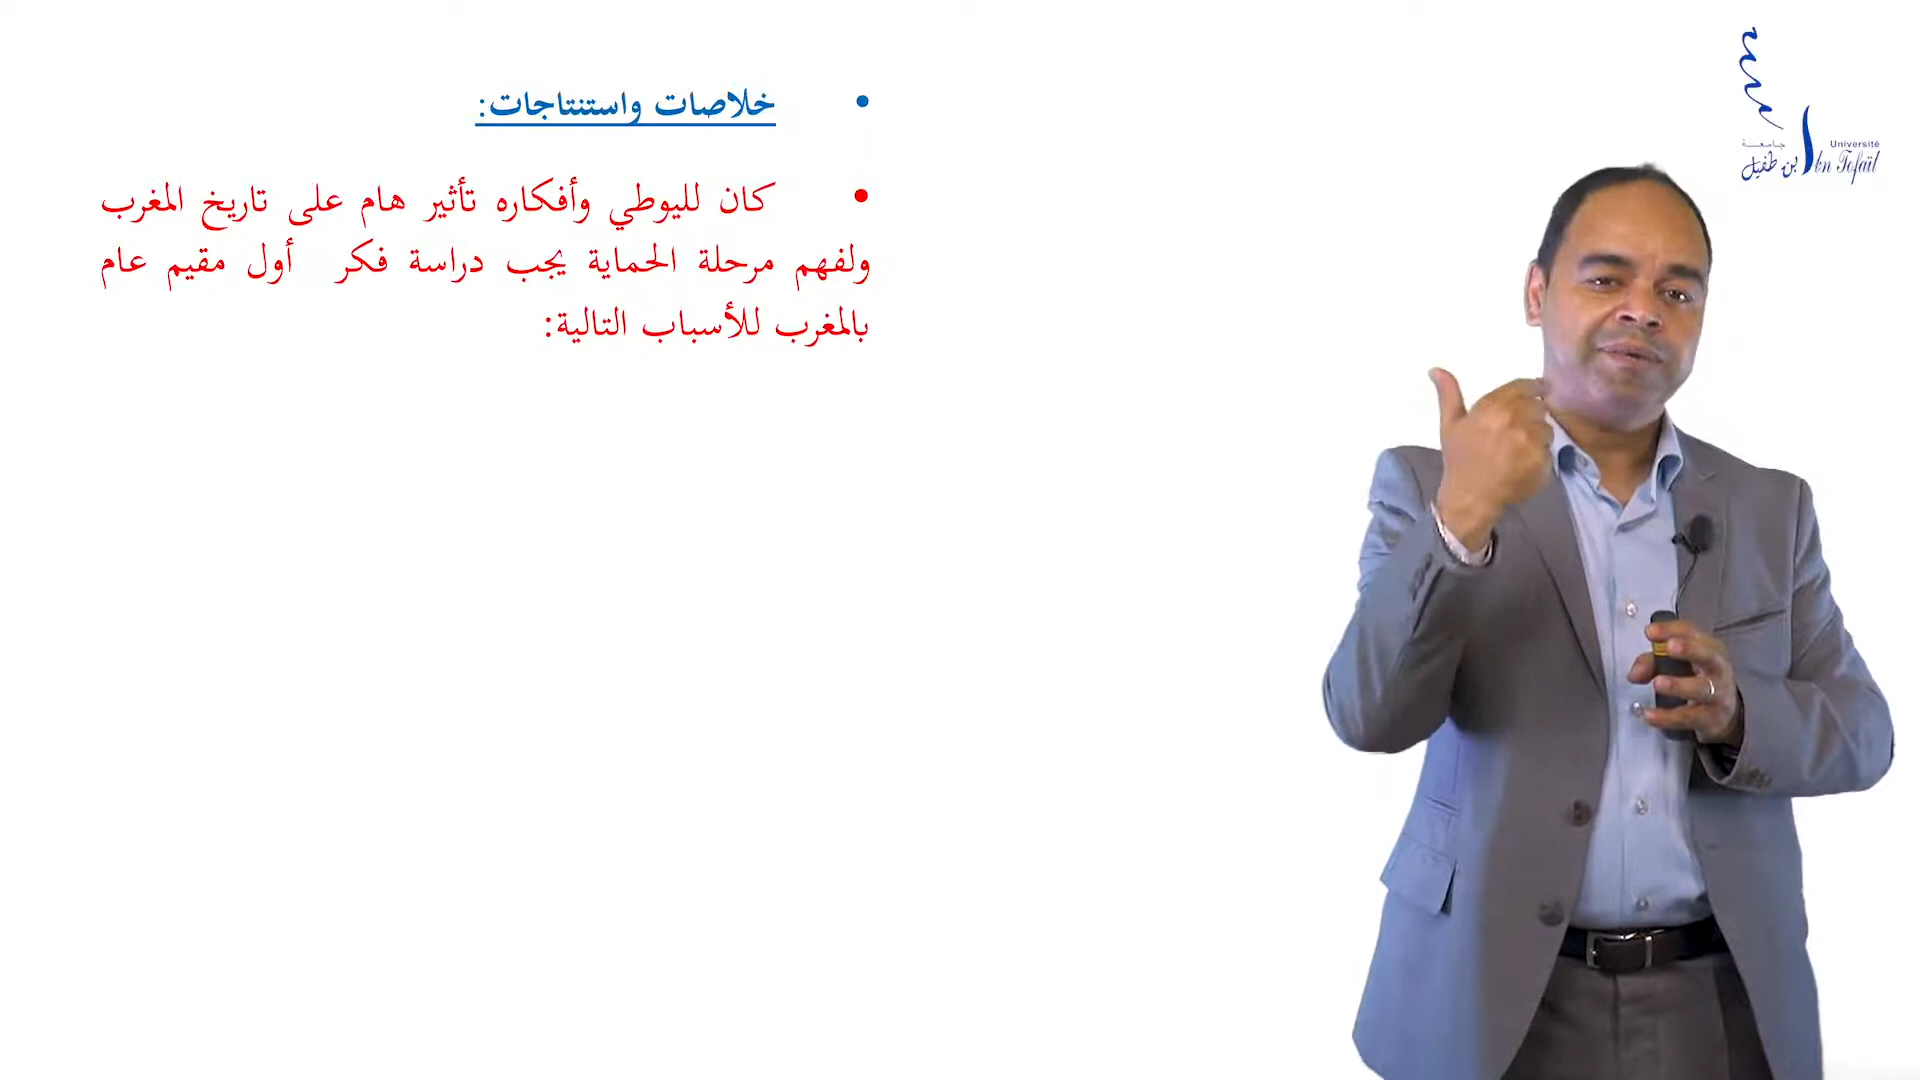 • خلاصات واستنتاجات:
• كان لليوطي وأفكاره تأثير هام على تاريخ المغرب
ولفهم مرحلة الحماية يجب دراسة فكر أول مقيم عام
بالمغرب للأسباب التالية:
جامعة Université
ابن طفيل Ibn Tofaïl